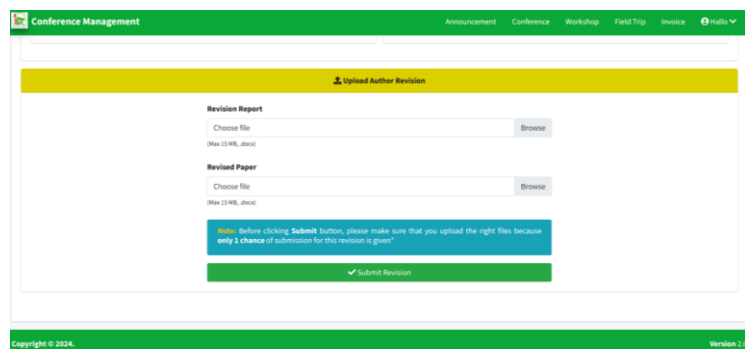 Conference Management
Announcement Conference Workshop Field Trip Invoice Hallo
Upload Author Revision
Revision Report
Choose file Browse
(Max 15 MB, .docx)
Revised Paper
Choose file Browse
(Max 15 MB, .docx)
Note: Before clicking Submit button, please make sure that you upload the right files because
only 1 chance of submission for this revision is given"
Submit Revision
Copyright © 2024. Version 2.0